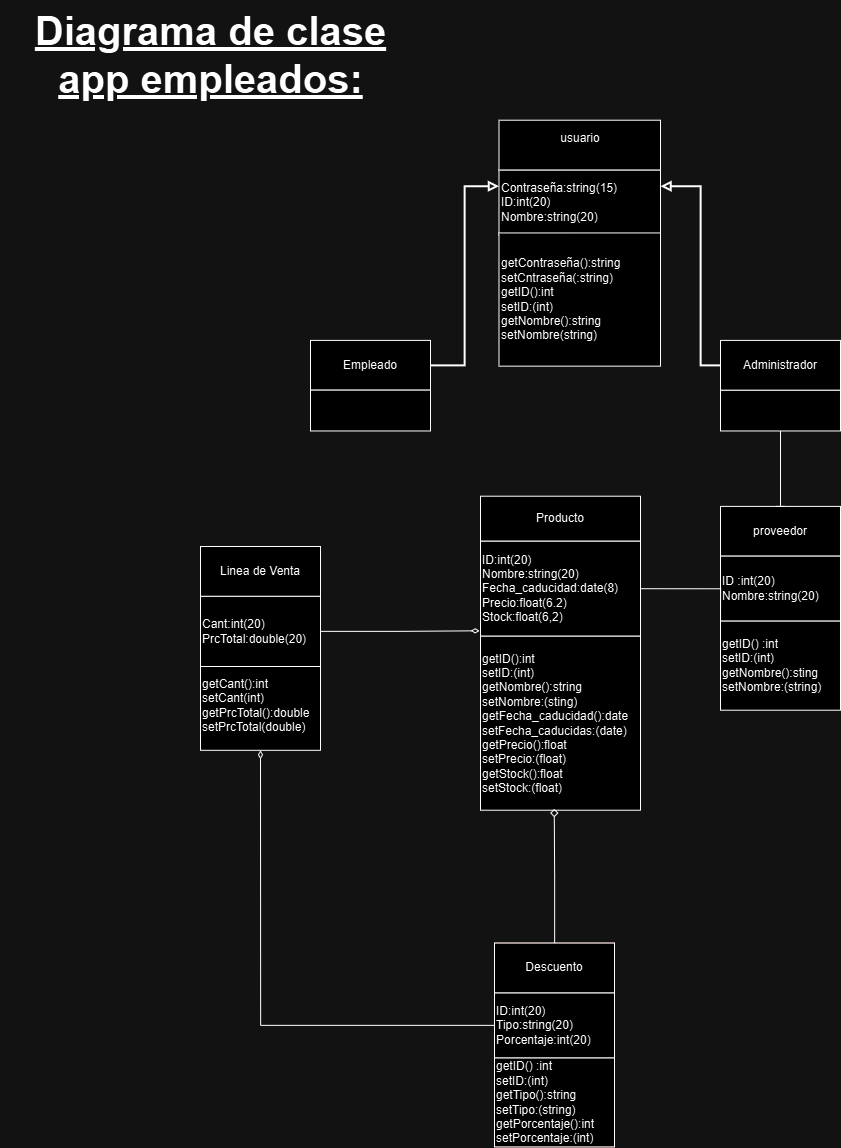 Diagrama de clase
app empleados:
usuario
Contraseña:string(15)
ID:int(20)
Nombre:string(20)
getContraseña():string
setCntraseña(:string)
getID():int
setID:(int)
getNombre():string
setNombre(string)
Empleado
Administrador
Producto
ID:int(20)
Nombre:string(20)
Fecha_caducidad:date(8)
Precio:float(6.2)
Stock:float(6,2)
getID():int
setID:(int)
getNombre():string
setNombre:(sting)
getFecha_caducidad():date
setFecha_caducidas:(date)
getPrecio():float
setPrecio:(float)
getStock():float
setStock:(float)
proveedor
ID :int(20)
Nombre:string(20)
getID() :int
setID:(int)
getNombre():sting
setNombre:(string)
Linea de Venta
Cant:int(20)
PrcTotal:double(20)
getCant():int
setCant(int)
getPrcTotal():double
setPrcTotal(double)
Descuento
ID:int(20)
Tipo:string(20)
Porcentaje:int(20)
getID() :int
setID:(int)
getTipo():string
setTipo:(string)
getPorcentaje():int
setPorcentaje:(int)